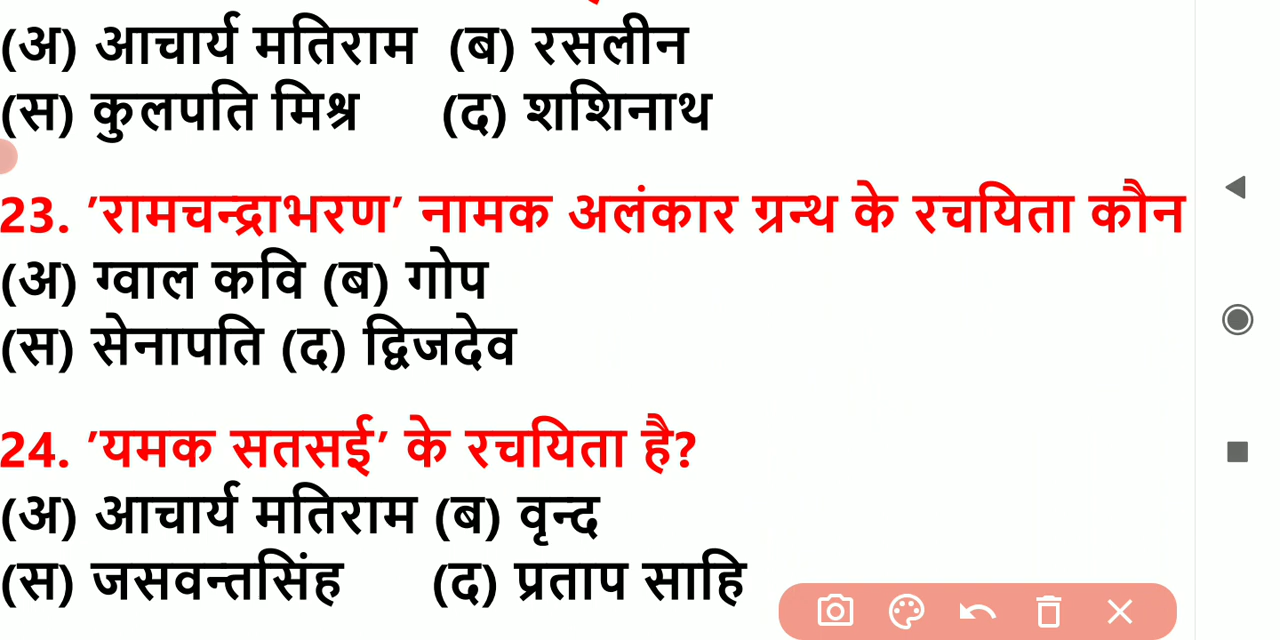 (अ) आचार्य मतिराम (ब) रसलीन
(स) कुलपति मिश्र (द) शशिनाथ
23. ’रामचन्द्राभरण’ नामक अलंकार ग्रन्थ के रचयिता कौन
(अ) ग्वाल कवि (ब) गोप
(स) सेनापति (द) द्विजदेव
24. ’यमक सतसई’ के रचयिता है?
(अ) आचार्य मतिराम (ब) वृन्द
(स) जसवन्तसिंह (द) प्रताप साहि